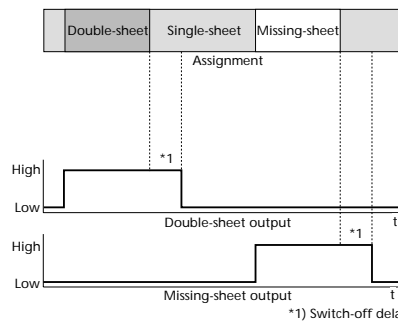 Double-sheet Single-sheet Missing-sheet
Assignment
*1
High
Low
Double-sheet output t
*1
High
Low
Missing-sheet output t
*1) Switch-off dela